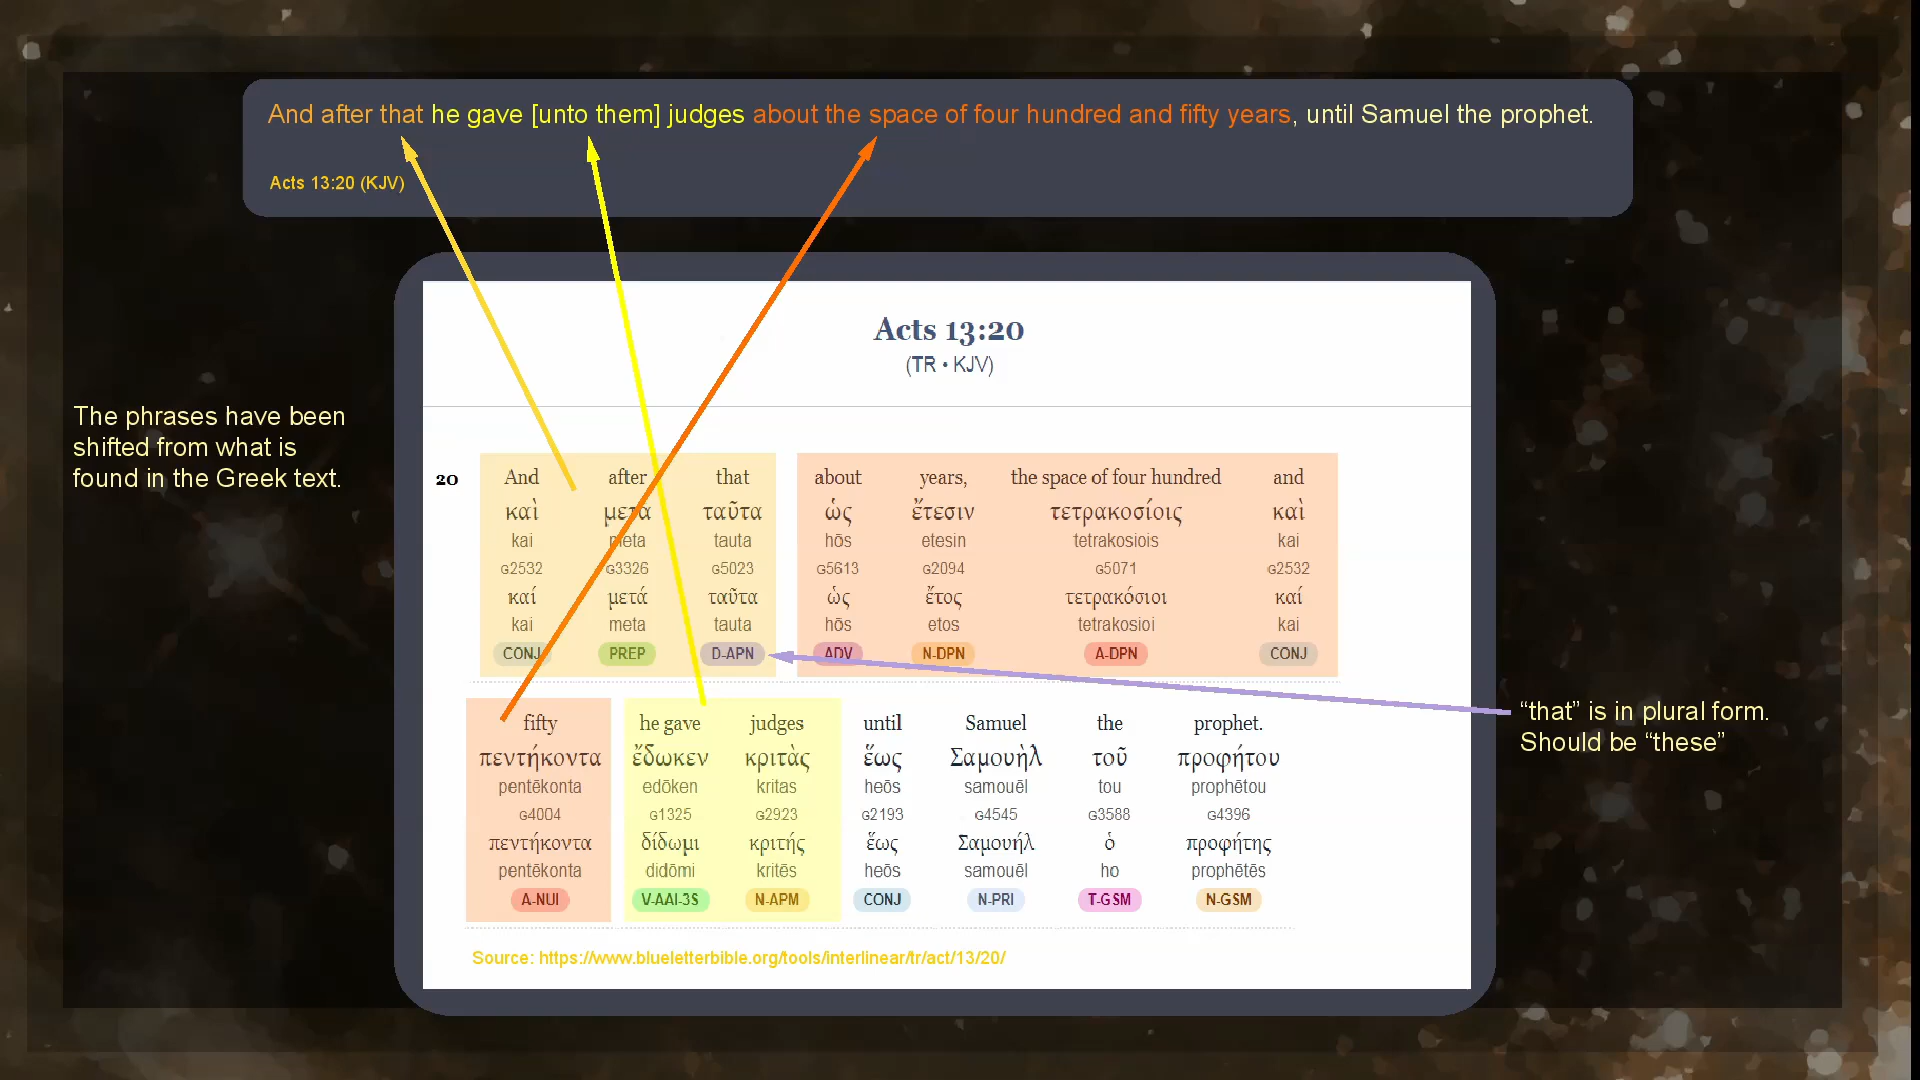 And after that he gave [unto them] judges about the space of four hundred and fifty years, until Samuel the prophet.
Acts 13:20 (KJV)
The phrases have been
shifted from what is
found in the Greek text.
Acts 13:20
(TR • KJV)
20 And after that about years, the space of four hundred and
καὶ μετὰ ταῦτα ὡς ἔτεσιν τετρακοσίοις καὶ
kai meta tauta hōs etesin tetrakosiois kai
G2532 G3326 G5023 G5613 G2094 G5071 G2532
καί μετά ταῦτα ὡς ἔτος τετρακόσιοι καί
kai meta tauta hōs etos tetrakosioi kai
CONJ PREP D-APN ADV N-DPN A-DPN CONJ
fifty he gave judges until Samuel the prophet.
πεντήκοντα ἔδωκεν κριτὰς ἕως Σαμουὴλ τοῦ προφήτου
pentēkonta edōken kritas heōs samouēl tou prophētou
G4004 G1325 G2923 G2193 G4545 G3588 G4396
πεντήκοντα δίδωμι κριτής ἕως Σαμουήλ ὁ προφήτης
pentēkonta didōmi kritēs heōs samouēl ho prophētēs
A-NUI V-AAI-3S N-APM CONJ N-PRI T-GSM N-GSM
Source: https://www.blueletterbible.org/tools/interlinear/tr/act/13/20/
“that” is in plural form.
Should be “these”